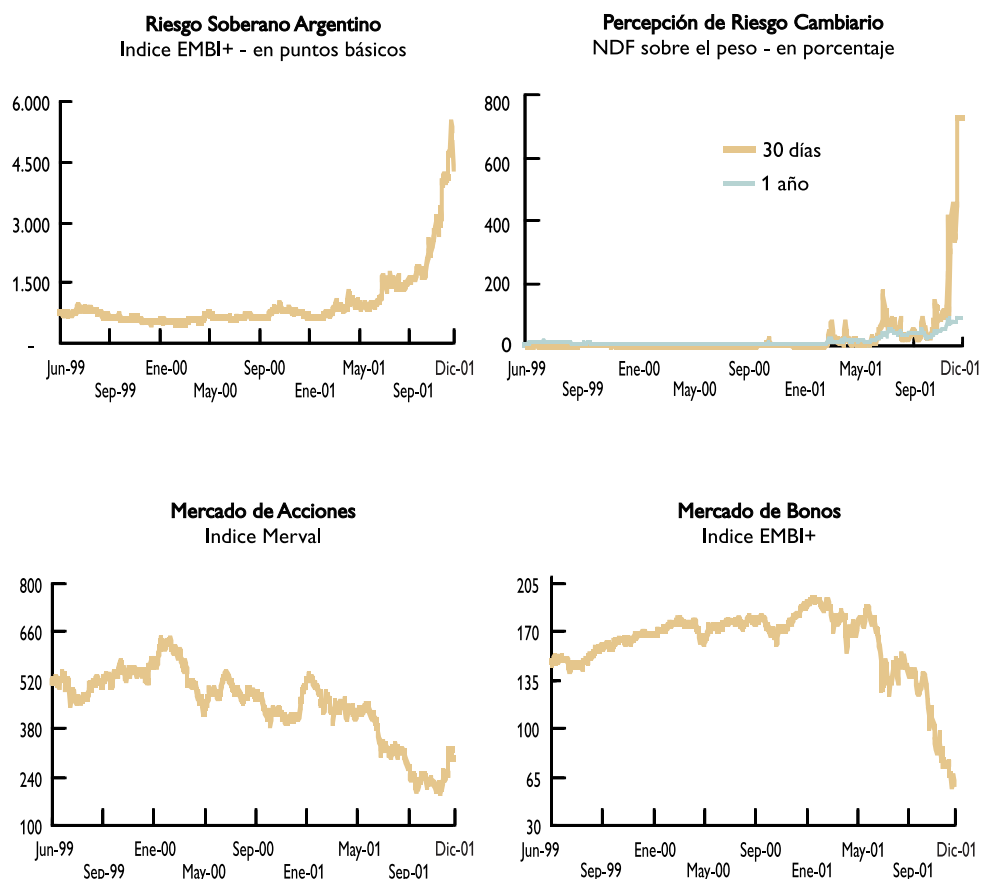 Riesgo Soberano Argentino
Indice EMBI+ - en puntos básicos
6.000
4.500
3.000
1.500
-
Jun-99
Sep-99
Ene-00
May-00
Sep-00
Ene-01
May-01
Sep-01
Dic-01
Percepción de Riesgo Cambiario
NDF sobre el peso - en porcentaje
800
600
400
200
0
30 días
1 año
Jun-99
Sep-99
Ene-00
May-00
Sep-00
Ene-01
May-01
Sep-01
Dic-01
Mercado de Acciones
Indice Merval
800
660
520
380
240
100
Jun-99
Sep-99
Ene-00
May-00
Sep-00
Ene-01
May-01
Sep-01
Dic-01
Mercado de Bonos
Indice EMBI+
205
170
135
100
65
30
Jun-99
Sep-99
Ene-00
May-00
Sep-00
Ene-01
May-01
Sep-01
Dic-01